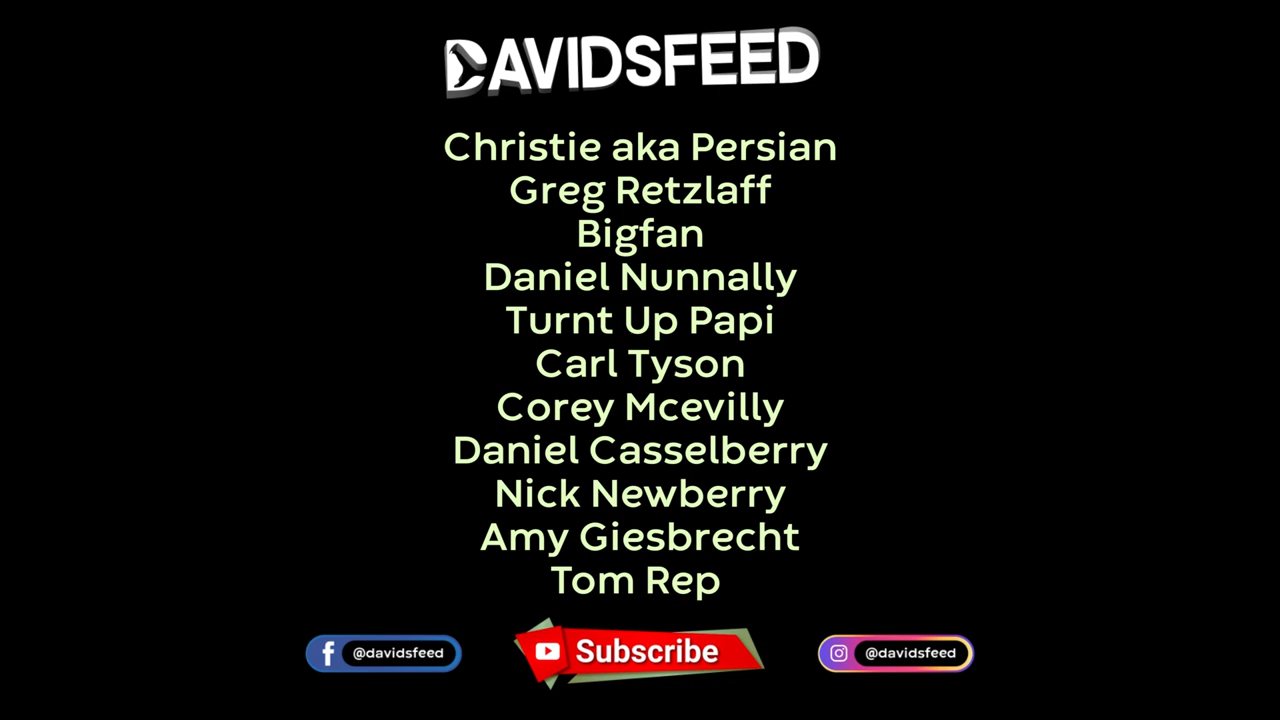 DAVIDSFEED
Christie aka Persian
Greg Retzlaff
Bigfan
Daniel Nunnally
Turnt Up Papi
Carl Tyson
Corey Mcevilly
Daniel Casselberry
Nick Newberry
Amy Giesbrecht
Tom Rep
@davidsfeed
Subscribe
@davidsfeed